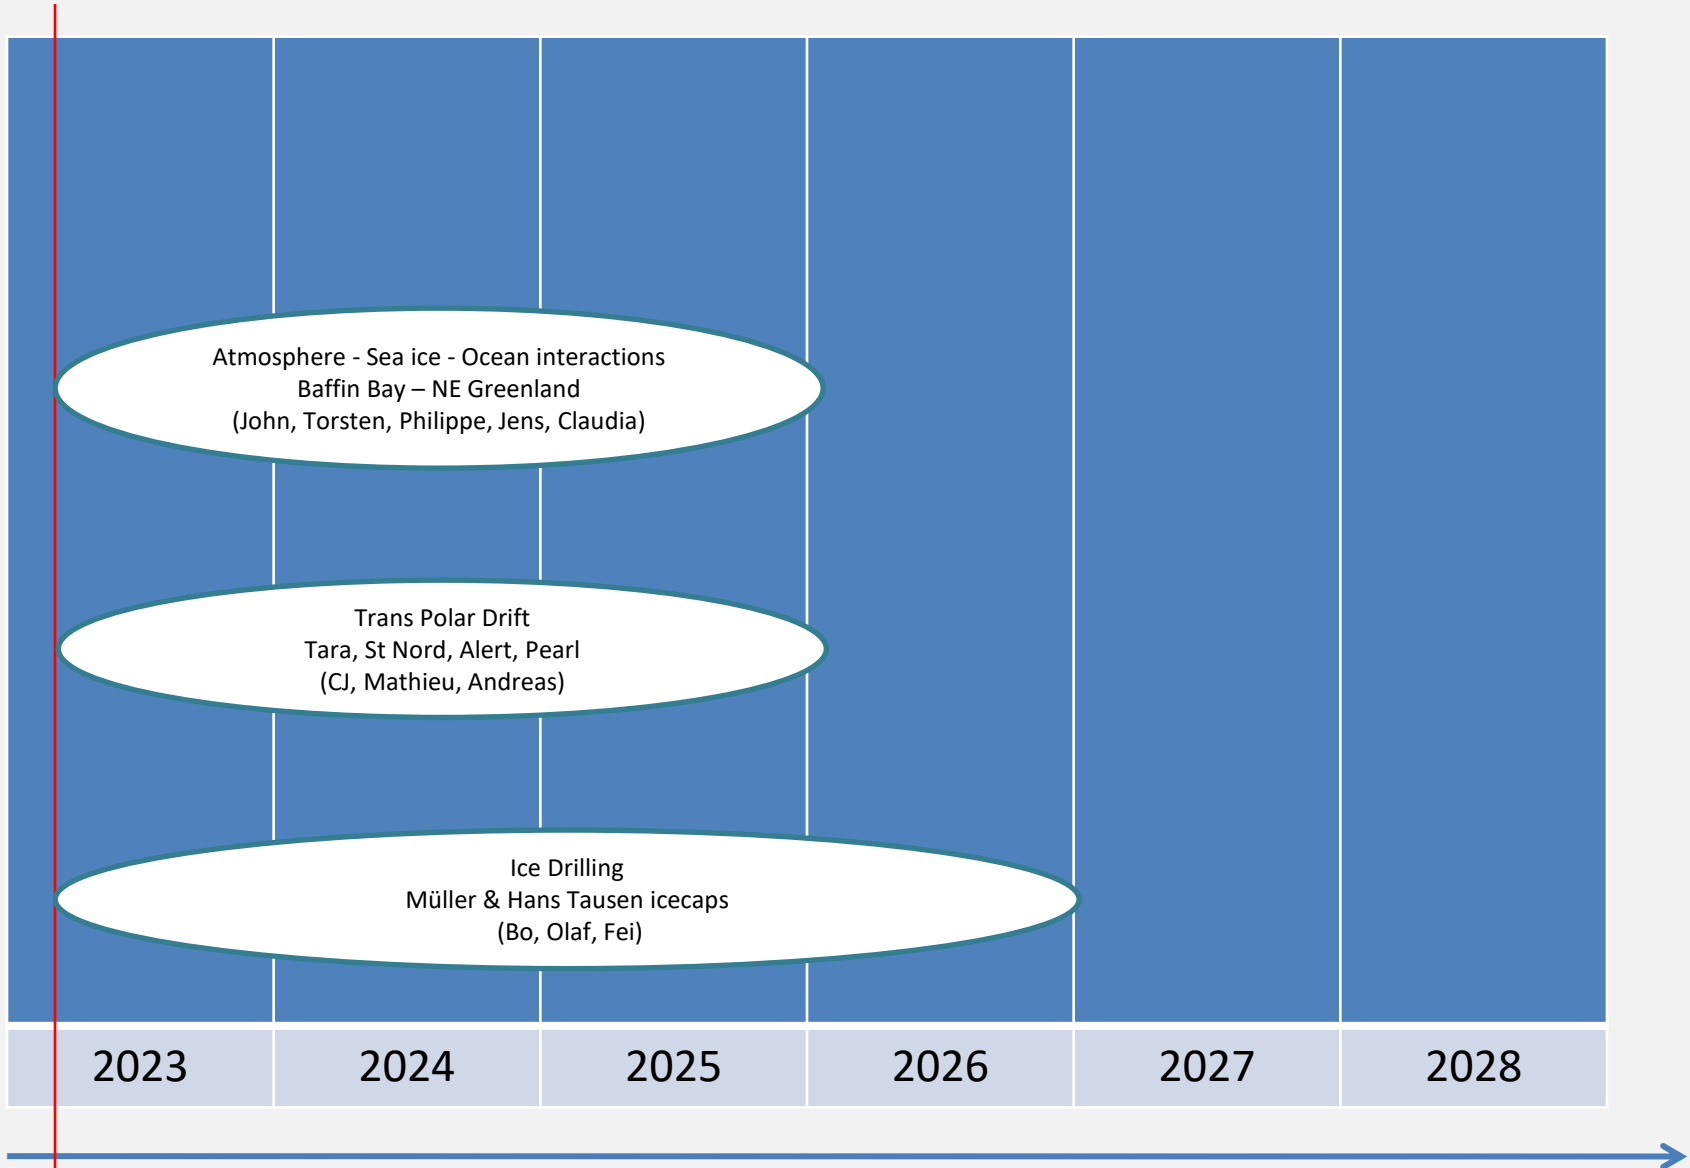 Atmosphere - Sea ice - Ocean interactions
Baffin Bay – NE Greenland
(John, Torsten, Philippe, Jens, Claudia)
Trans Polar Drift
Tara, St Nord, Alert, Pearl
(CJ, Mathieu, Andreas)
Ice Drilling
Müller & Hans Tausen icecaps
(Bo, Olaf, Fei)
2023 2024 2025 2026 2027 2028